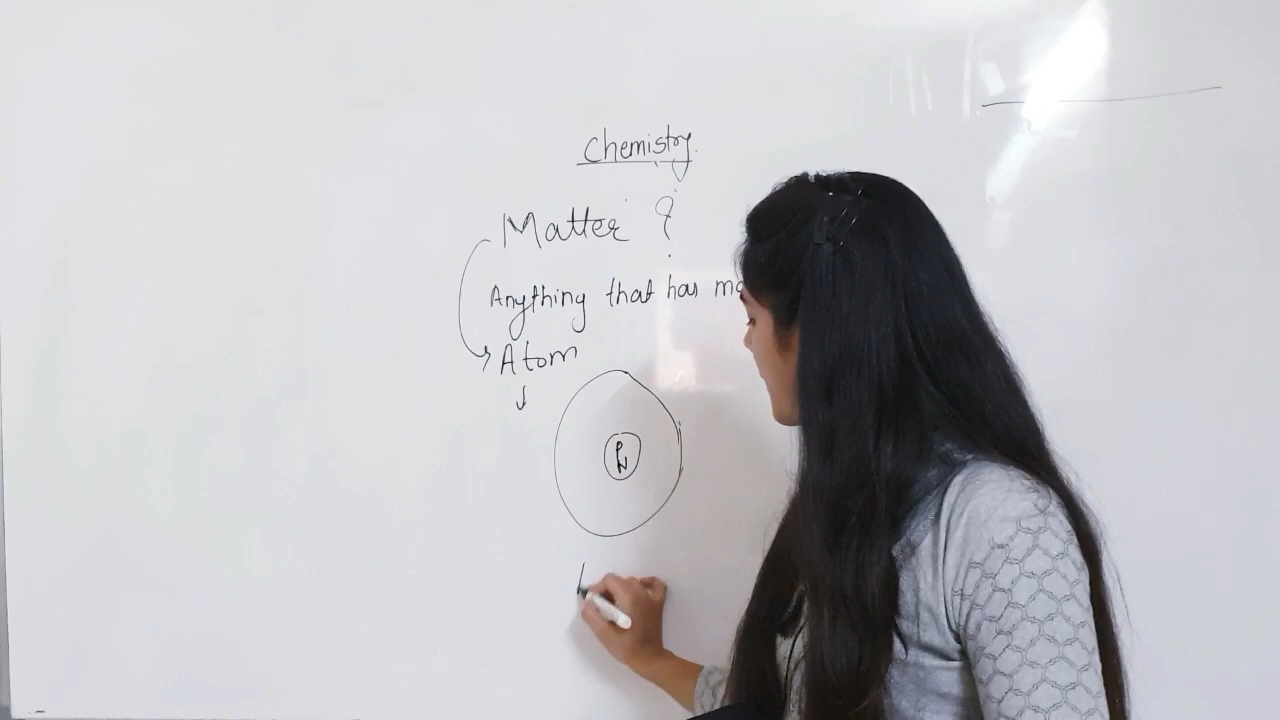 Chemistry
Matter ?
Anything that has
Atom
P
N